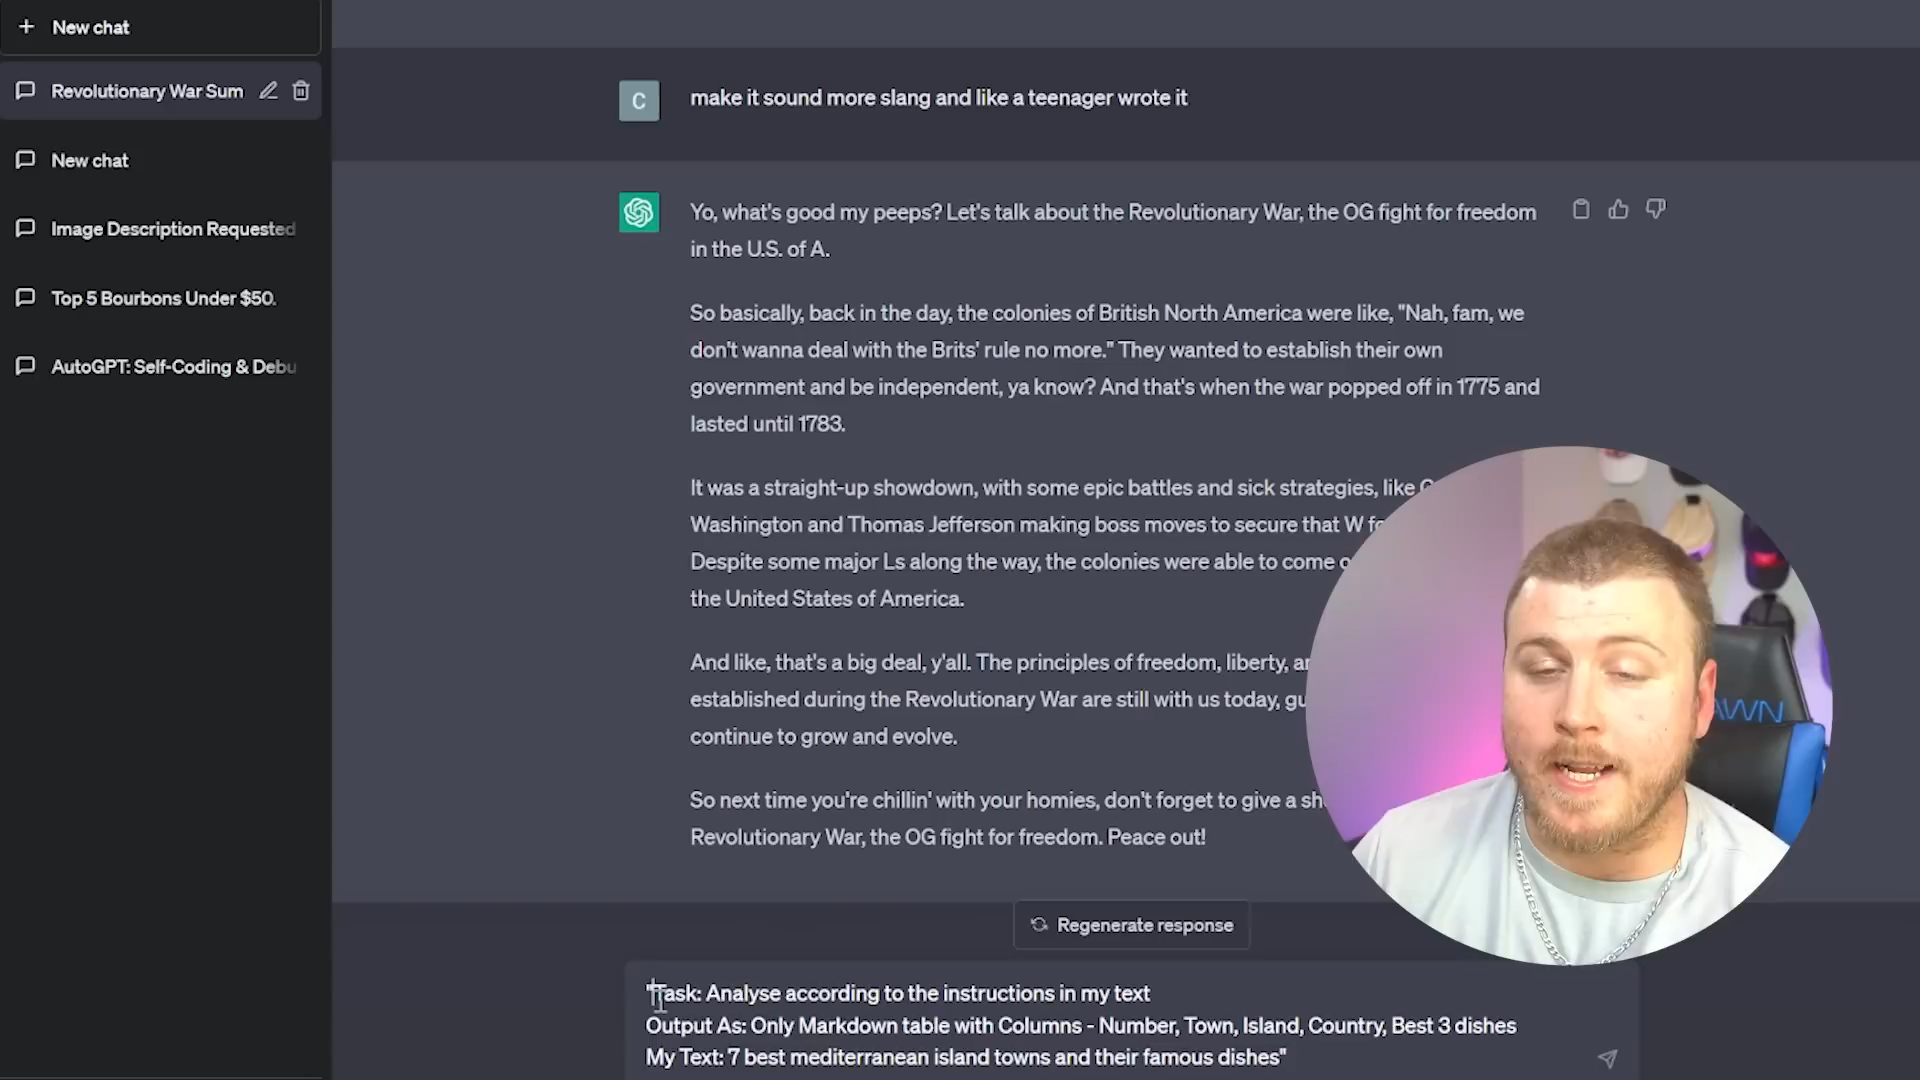 New chat
Revolutionary War Sum
New chat
Image Description Requested
Top 5 Bourbons Under $50.
AutoGPT: Self-Coding & Debu
C
make it sound more slang and like a teenager wrote it
Yo, what's good my peeps? Let's talk about the Revolutionary War, the OG fight for freedom
in the U.S. of A.
So basically, back in the day, the colonies of British North America were like, "Nah, fam, we
don't wanna deal with the Brits' rule no more." They wanted to establish their own
government and be independent, ya know? And that's when the war popped off in 1775 and
lasted until 1783.
It was a straight-up showdown, with some epic battles and sick strategies, like
Washington and Thomas Jefferson making boss moves to secure that W
Despite some major Ls along the way, the colonies were able to come
the United States of America.
And like, that's a big deal, y'all. The principles of freedom, liberty,
established during the Revolutionary War are still with us today,
continue to grow and evolve.
So next time you're chillin' with your homies, don't forget to give a
Revolutionary War, the OG fight for freedom. Peace out!
AWN
Regenerate response
"Task: Analyse according to the instructions in my text
Output As: Only Markdown table with Columns - Number, Town, Island, Country, Best 3 dishes
My Text: 7 best mediterranean island towns and their famous dishes"